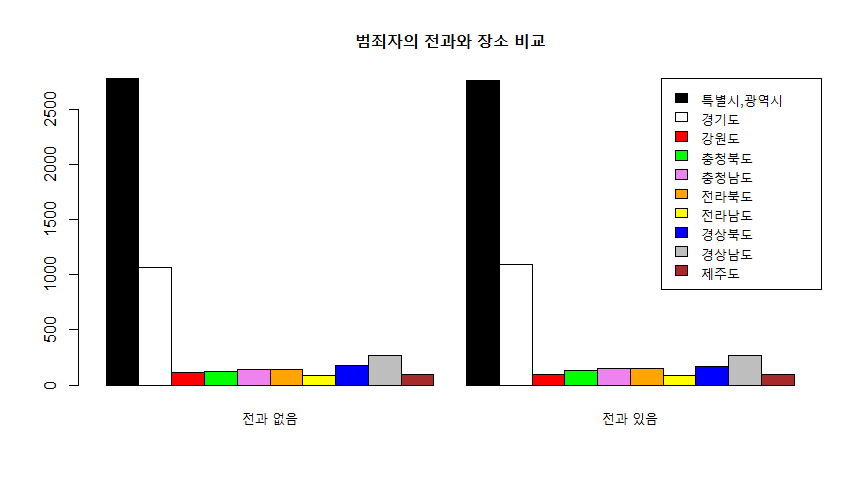 범죄자의 전과와 장소 비교
2500
2000
1500
1000
500
0
특별시,광역시
경기도
강원도
충청북도
충청남도
전라북도
전라남도
경상북도
경상남도
제주도
전과 없음
전과 있음